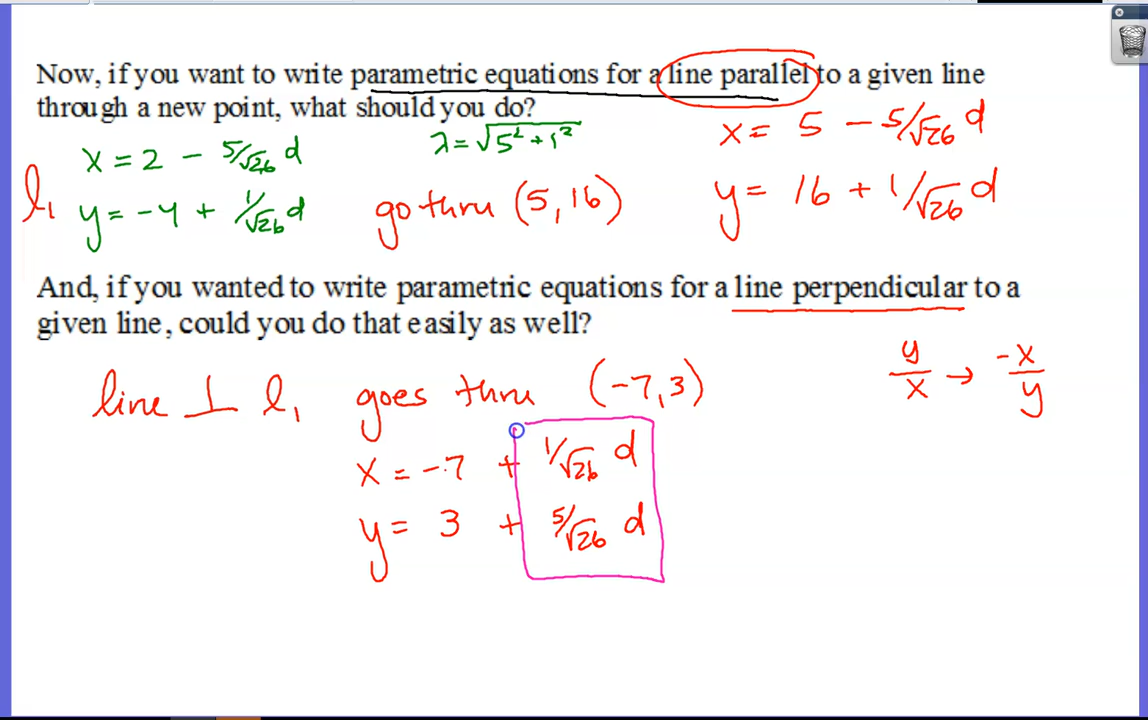 Now, if you want to write parametric equations for a line parallel to a given line
through a new point, what should you do?
x = 5 - 5/√26 d
λ = √5² + 1²
x = 2 - 5/√26 d
l₁
y = -4 + 1/√26 d
go thru (5, 16)
y = 16 + 1/√26 d
And, if you wanted to write parametric equations for a line perpendicular to a
given line, could you do that easily as well?
y/x → -x/y
line ⊥ l₁ goes thru (-7, 3)
x = -7 + 1/√26 d
y = 3 + 5/√26 d